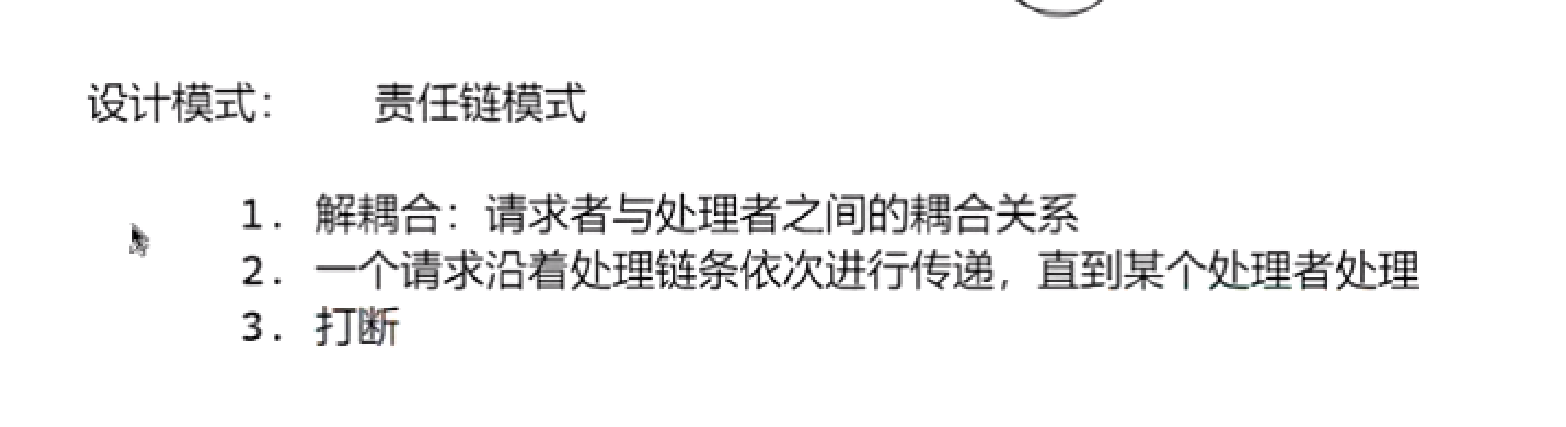 设计模式： 责任链模式
1. 解耦合：请求者与处理者之间的耦合关系
2. 一个请求沿着处理链条依次进行传递，直到某个处理者处理
3. 打断